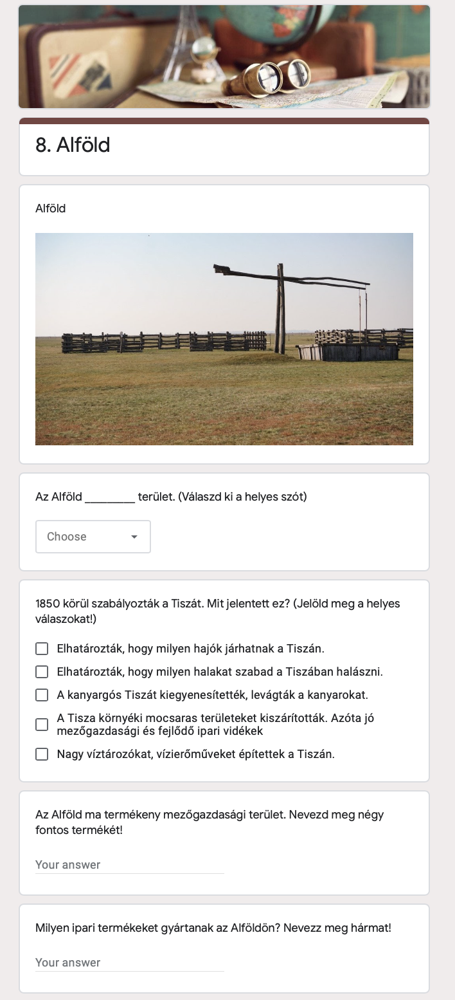 8. Alföld
Alföld
Az Alföld _________ terület. (Válaszd ki a helyes szót)
Choose
1850 körül szabályozták a Tiszát. Mit jelentett ez? (Jelöld meg a helyes
válaszokat!)
Elhatározták, hogy milyen hajók járhatnak a Tiszán.
Elhatározták, hogy milyen halakat szabad a Tiszában halászni.
A kanyargós Tiszát kiegyenesítették, levágták a kanyarokat.
A Tisza környéki mocsaras területeket kiszárították. Azóta jó
mezőgazdasági és fejlődő ipari vidékek
Nagy víztározókat, vízierőműveket építettek a Tiszán.
Az Alföld ma termékeny mezőgazdasági terület. Nevezd meg négy
fontos termékét!
Your answer
Milyen ipari termékeket gyártanak az Alföldön? Nevezz meg hármat!
Your answer